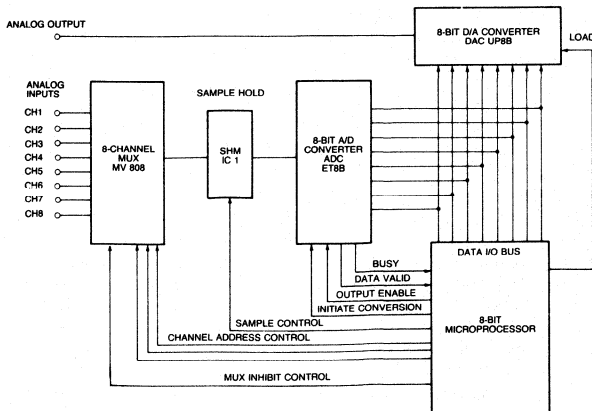 ANALOG OUTPUT
8-BIT D/A CONVERTER
DAC UP8B
LOAD
ANALOG
INPUTS
SAMPLE HOLD
CH1
CH2
CH3
CH4
CH5
CH6
CH7
CH8
8-CHANNEL
MUX
MV 808
SHM
IC 1
8-BIT A/D
CONVERTER
ADC
ET8B
DATA I/O BUS
BUSY
DATA VALID
OUTPUT ENABLE
INITIATE CONVERSION
8-BIT
MICROPROCESSOR
SAMPLE CONTROL
CHANNEL ADDRESS CONTROL
MUX INHIBIT CONTROL